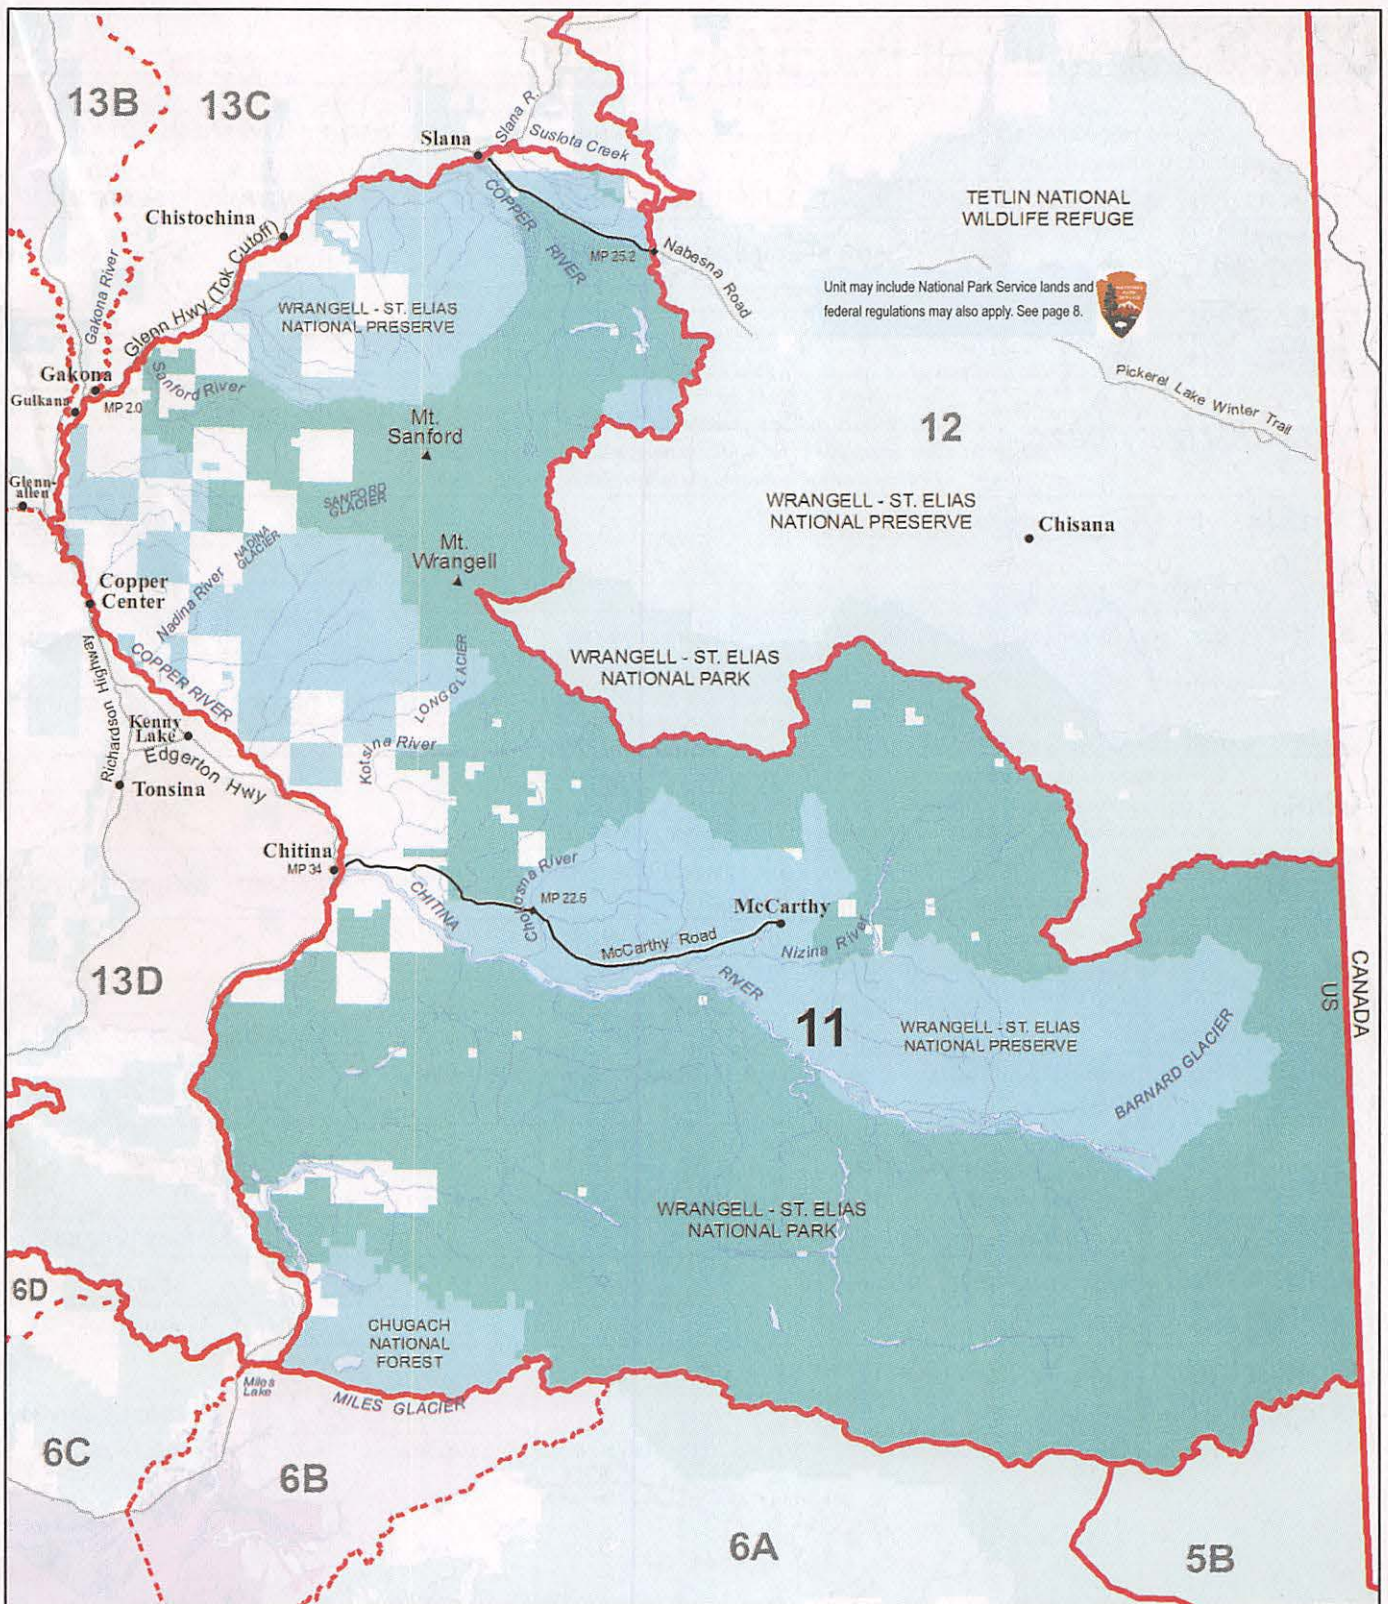 13B
13C
Slana
Slana R.
Suslota Creek
TETLIN NATIONAL
WILDLIFE REFUGE
COPPER
RIVER
Chistochina
MP 25.2
Nabesna Road
Gakona River
Glenn Hwy (Tok Cutoff)
WRANGELL - ST. ELIAS
NATIONAL PRESERVE
Unit may include National Park Service lands and
federal regulations may also apply. See page 8.
Gakona
Sanford River
Gulkana
MP 2.0
Pickerel Lake Winter Trail
12
Mt.
Sanford
Glenn-
allen
SANFORD
GLACIER
WRANGELL - ST. ELIAS
NATIONAL PRESERVE
Chisana
NADINA
GLACIER
Mt.
Wrangell
Copper
Center
Nadina River
COPPER RIVER
LONG GLACIER
WRANGELL - ST. ELIAS
NATIONAL PARK
Richardson Highway
Kenny
Lake
Kotsina River
Edgerton Hwy
Tonsina
Chitina
MP 34
CHITINA
Chokosna River
MP 22.5
McCarthy
McCarthy Road
Nizina River
RIVER
13D
11
WRANGELL - ST. ELIAS
NATIONAL PRESERVE
BARNARD GLACIER
US
CANADA
WRANGELL - ST. ELIAS
NATIONAL PARK
6D
CHUGACH
NATIONAL
FOREST
Miles
Lake
MILES GLACIER
6C
6B
6A
5B